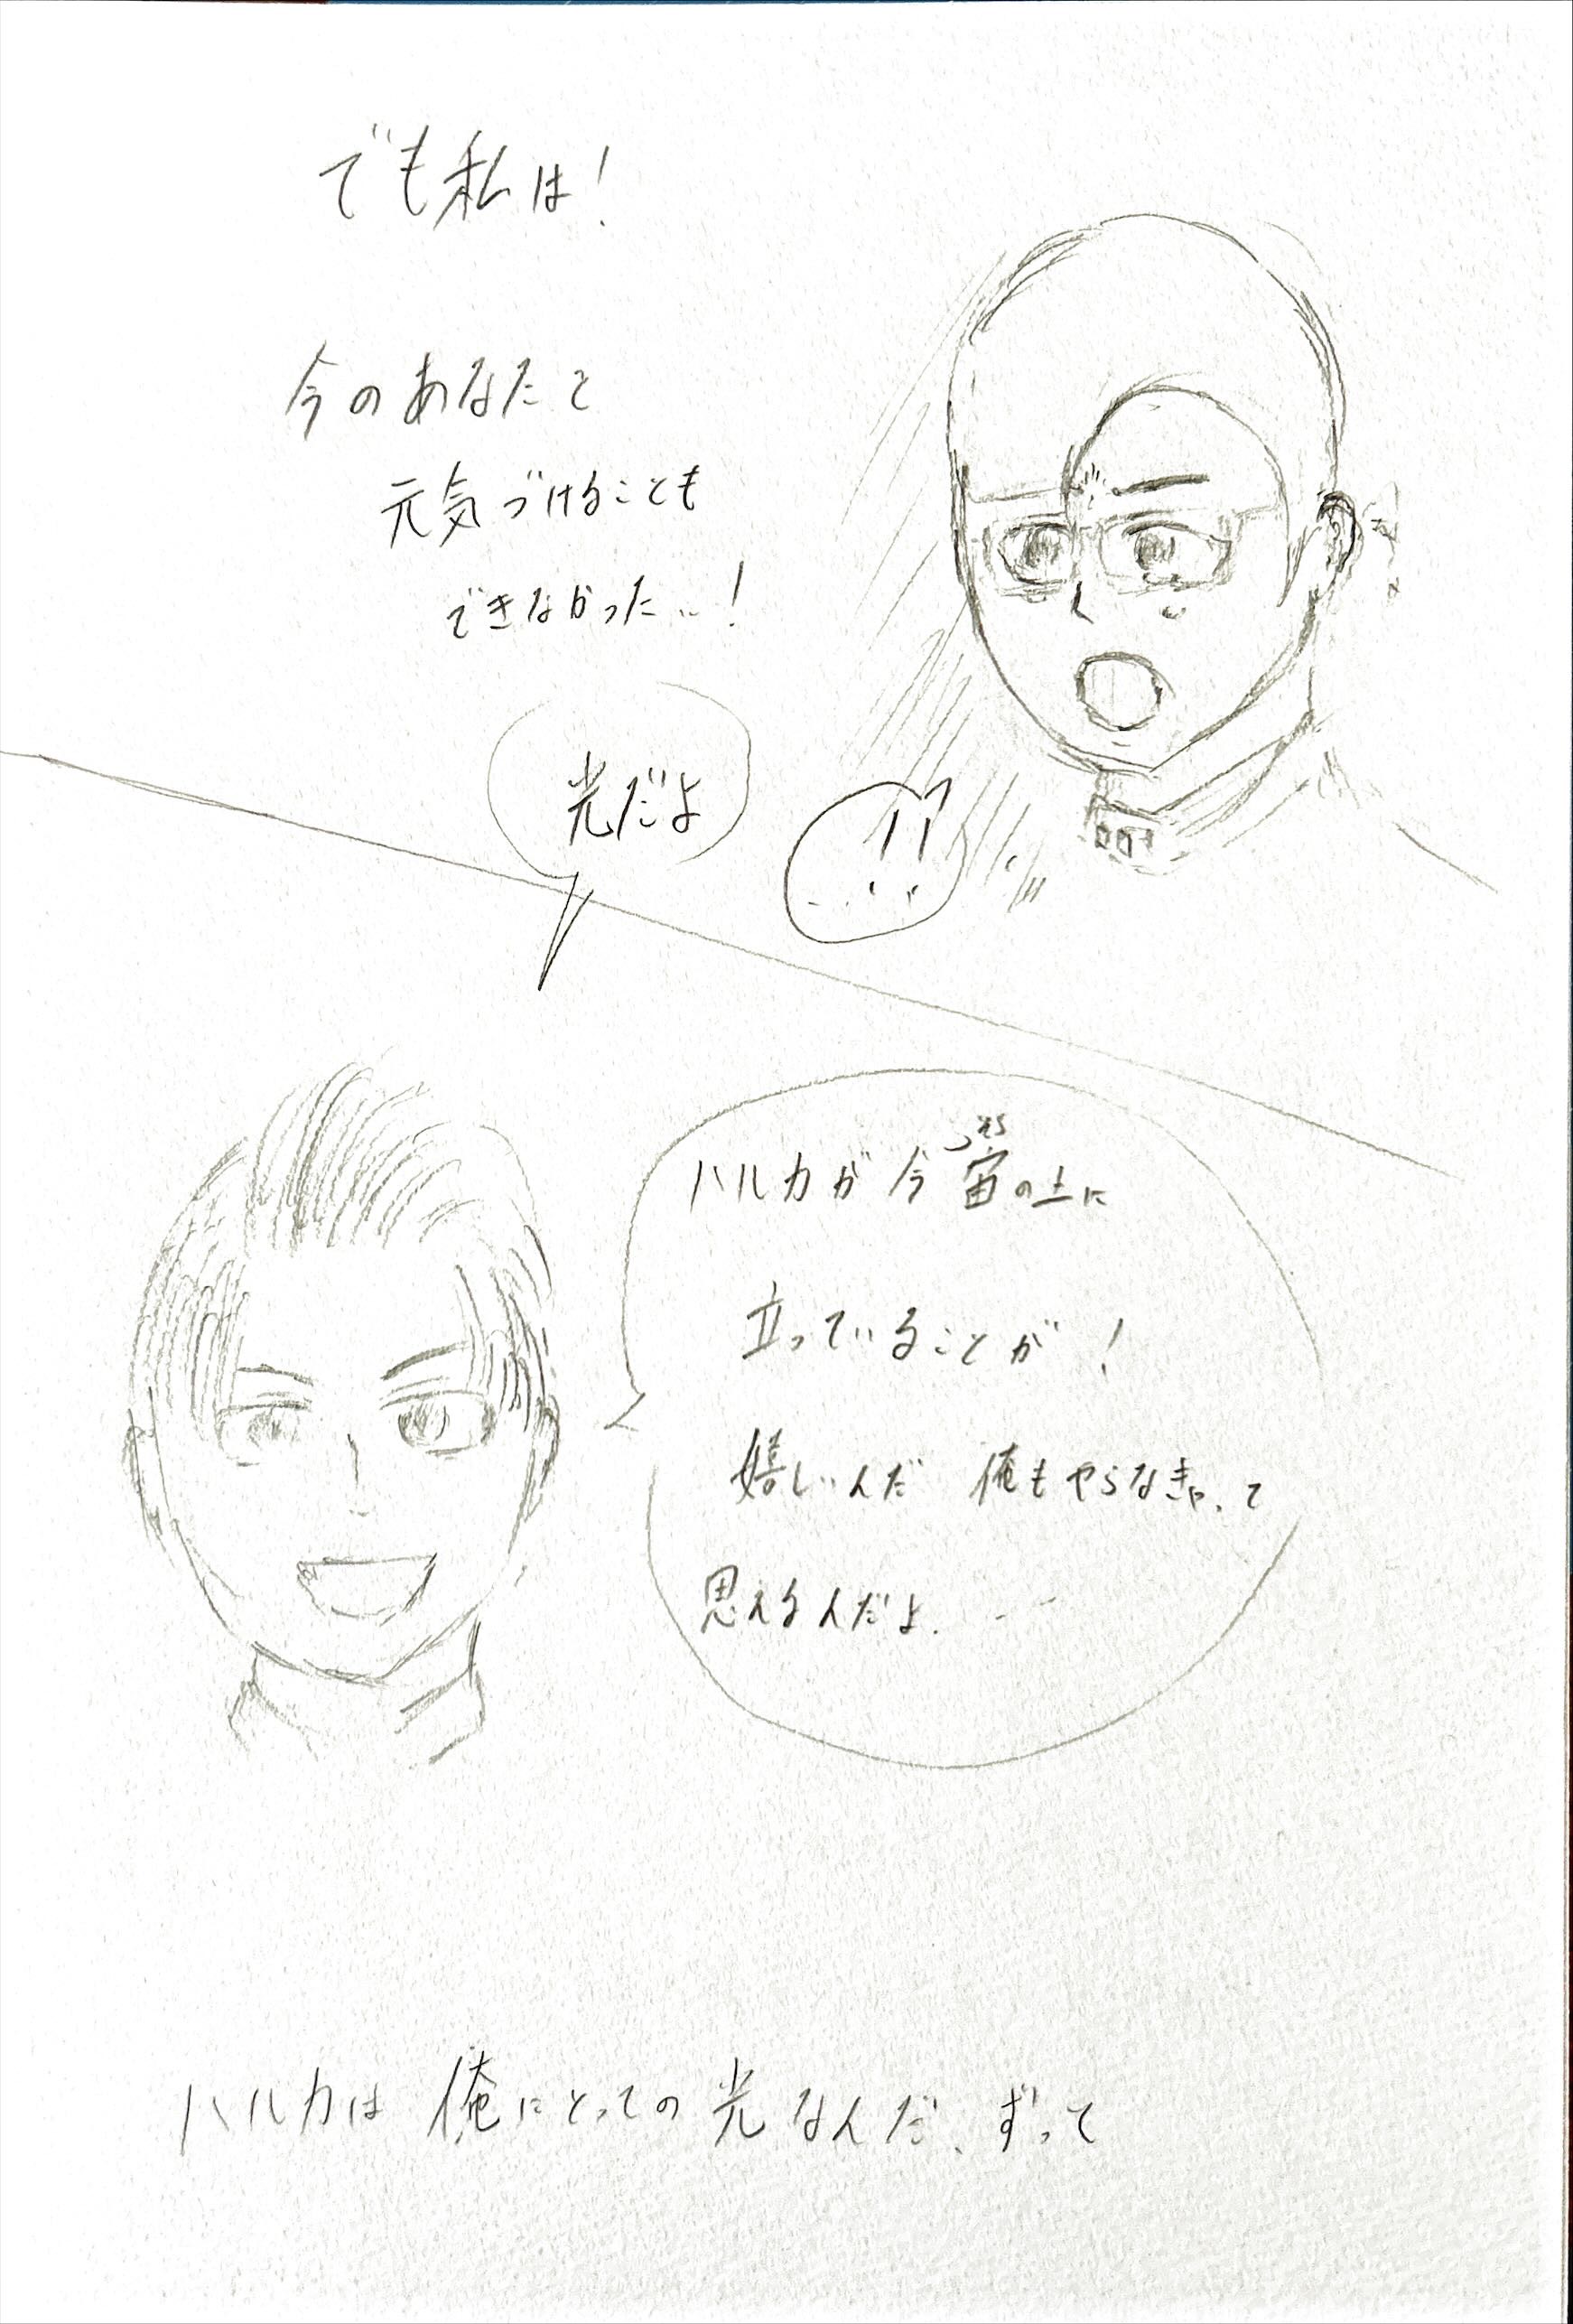 でも私は!
今のあなたと
元気づけることも
できなかった…!
光だよ
!!
ハルカが今宙の上に
そら
立っていることが!
嬉しいんだ 俺もやらなきゃって
思えるんだよ…
ハルカは俺にとっての光なんだ、ずって